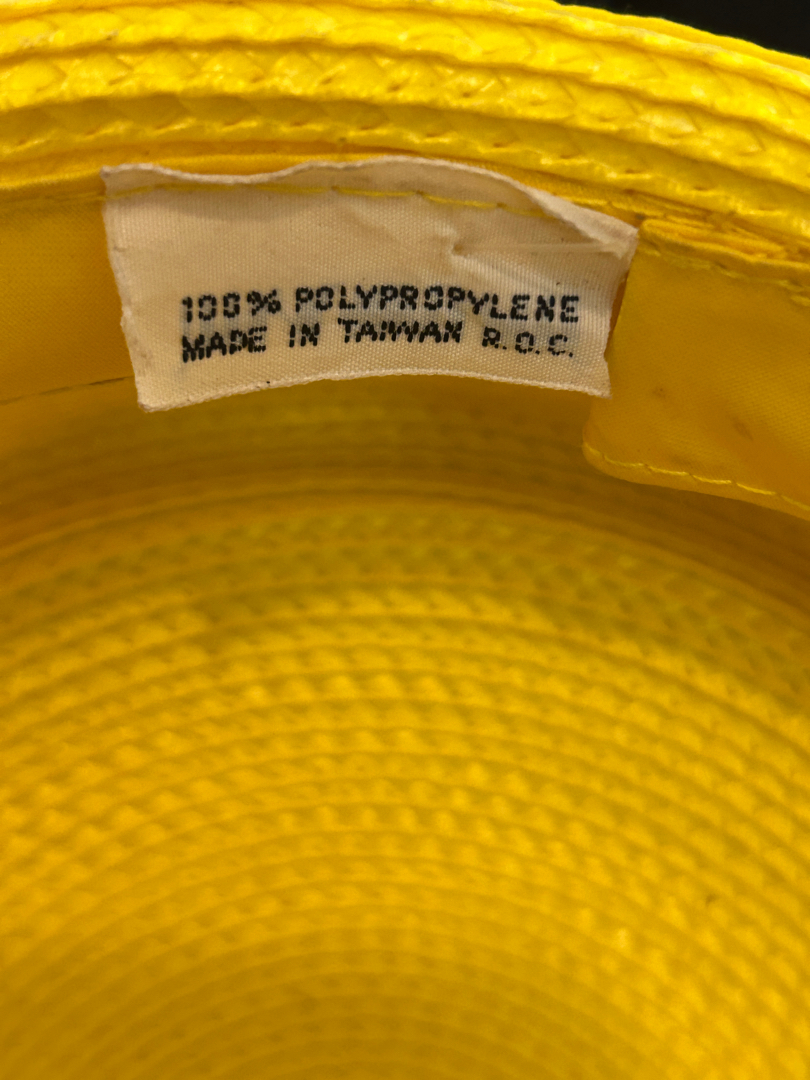 100% POLYPROPYLENE
MADE IN TAIWAN R.O.C.